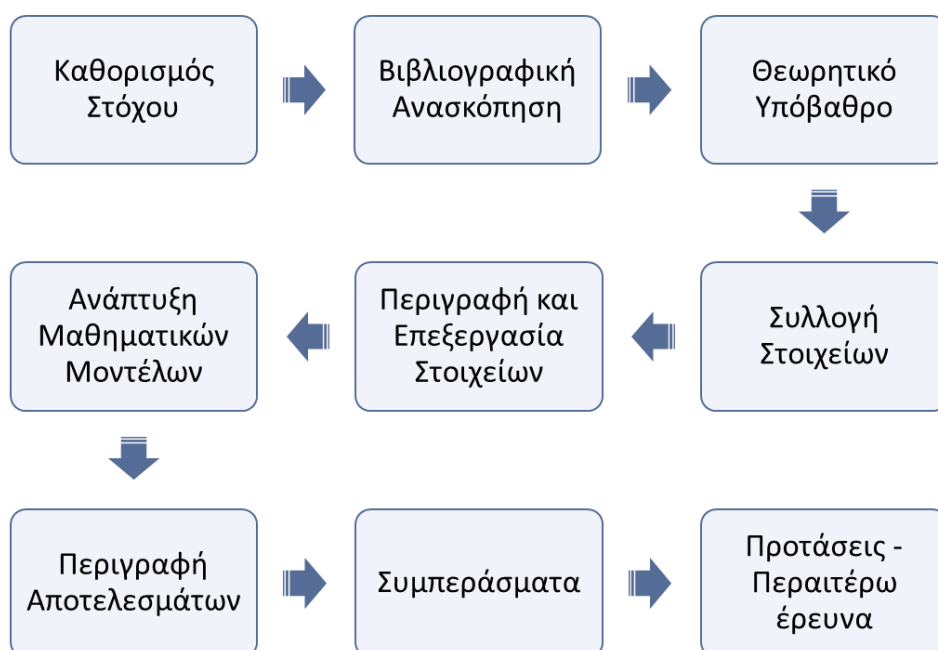 Καθορισμός
Στόχου
Βιβλιογραφική
Ανασκόπηση
Θεωρητικό
Υπόβαθρο
Συλλογή
Στοιχείων
Περιγραφή και
Επεξεργασία
Στοιχείων
Ανάπτυξη
Μαθηματικών
Μοντέλων
Περιγραφή
Αποτελεσμάτων
Συμπεράσματα
Προτάσεις -
Περαιτέρω
έρευνα